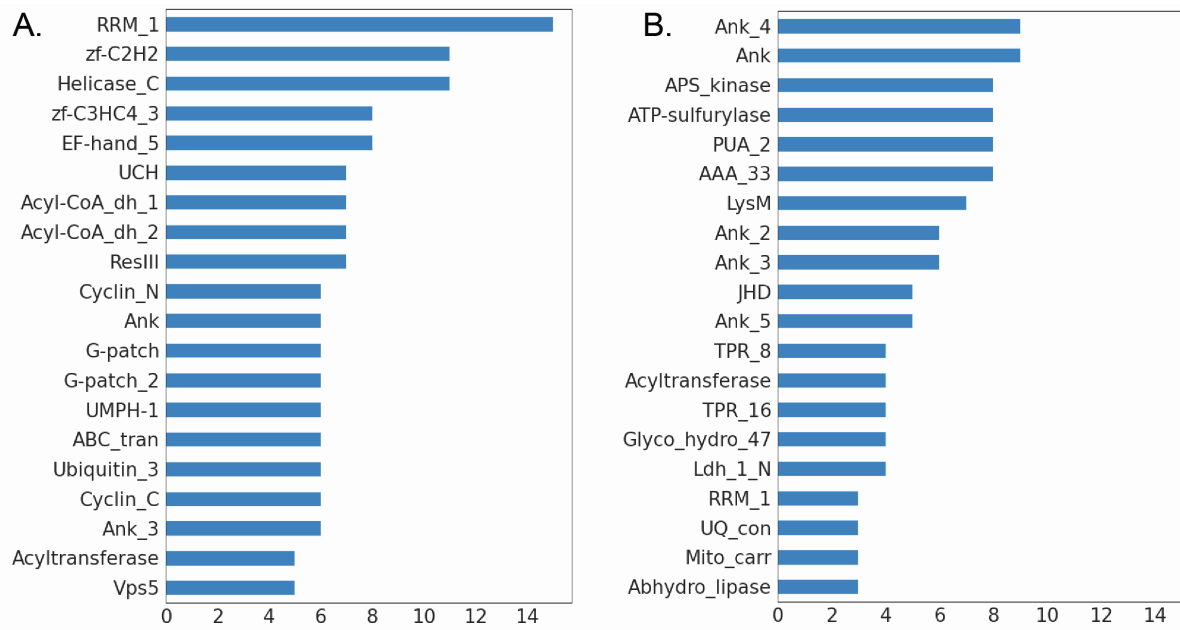 A.
RRM_1
zf-C2H2
Helicase_C
zf-C3HC4_3
EF-hand_5
UCH
Acyl-CoA_dh_1
Acyl-CoA_dh_2
ResIII
Cyclin_N
Ank
G-patch
G-patch_2
UMPH-1
ABC_tran
Ubiquitin_3
Cyclin_C
Ank_3
Acyltransferase
Vps5
0 2 4 6 8 10 12 14
B.
Ank_4
Ank
APS_kinase
ATP-sulfurylase
PUA_2
AAA_33
LysM
Ank_2
Ank_3
JHD
Ank_5
TPR_8
Acyltransferase
TPR_16
Glyco_hydro_47
Ldh_1_N
RRM_1
UQ_con
Mito_carr
Abhydro_lipase
0 2 4 6 8 10 12 14